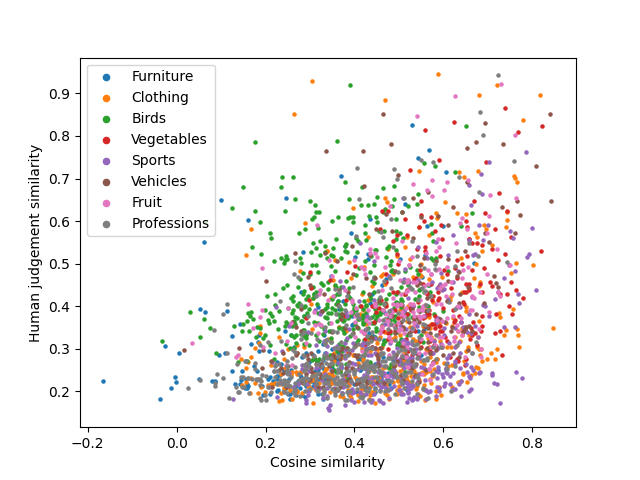 Furniture
Clothing
Birds
Vegetables
Sports
Vehicles
Fruit
Professions
Human judgement similarity
0.9
0.8
0.7
0.6
0.5
0.4
0.3
0.2
−0.2
0.0
0.2
0.4
0.6
0.8
Cosine similarity